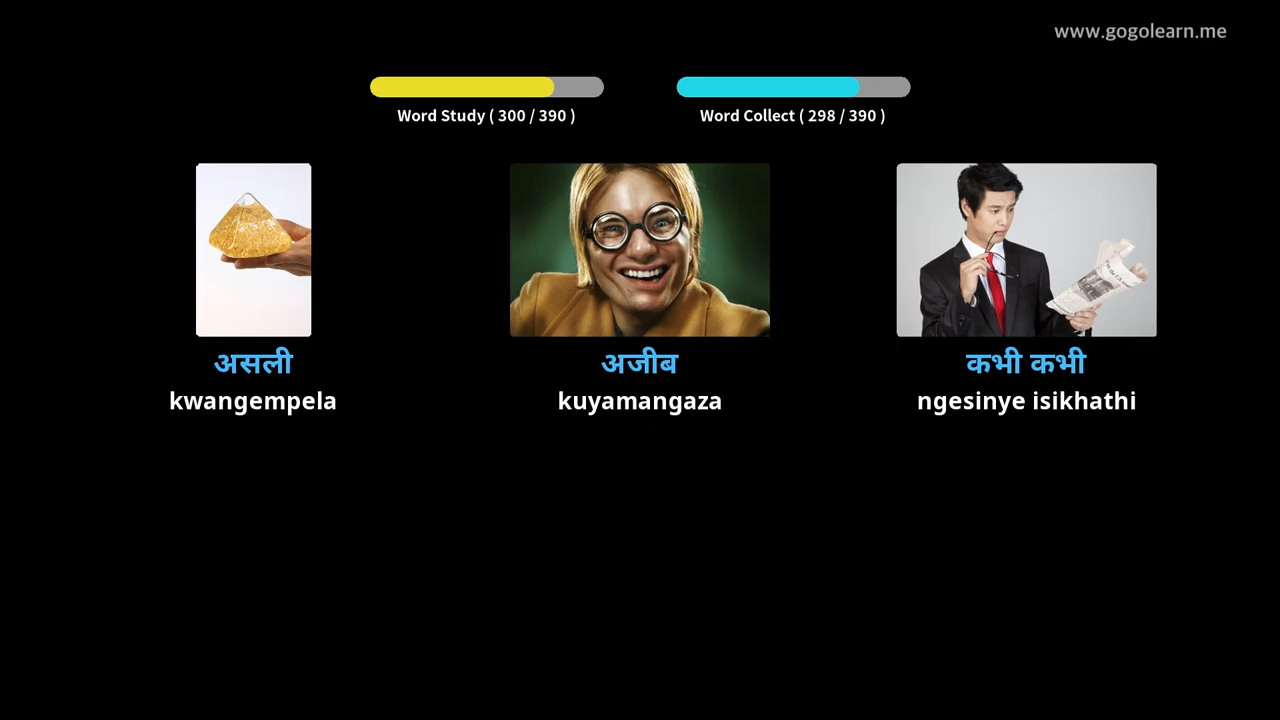 www.gogolearn.me
Word Study ( 300 / 390 )
Word Collect ( 298 / 390 )
असली
kwangempela
अजीब
kuyamangaza
कभी कभी
ngesinye isikhathi